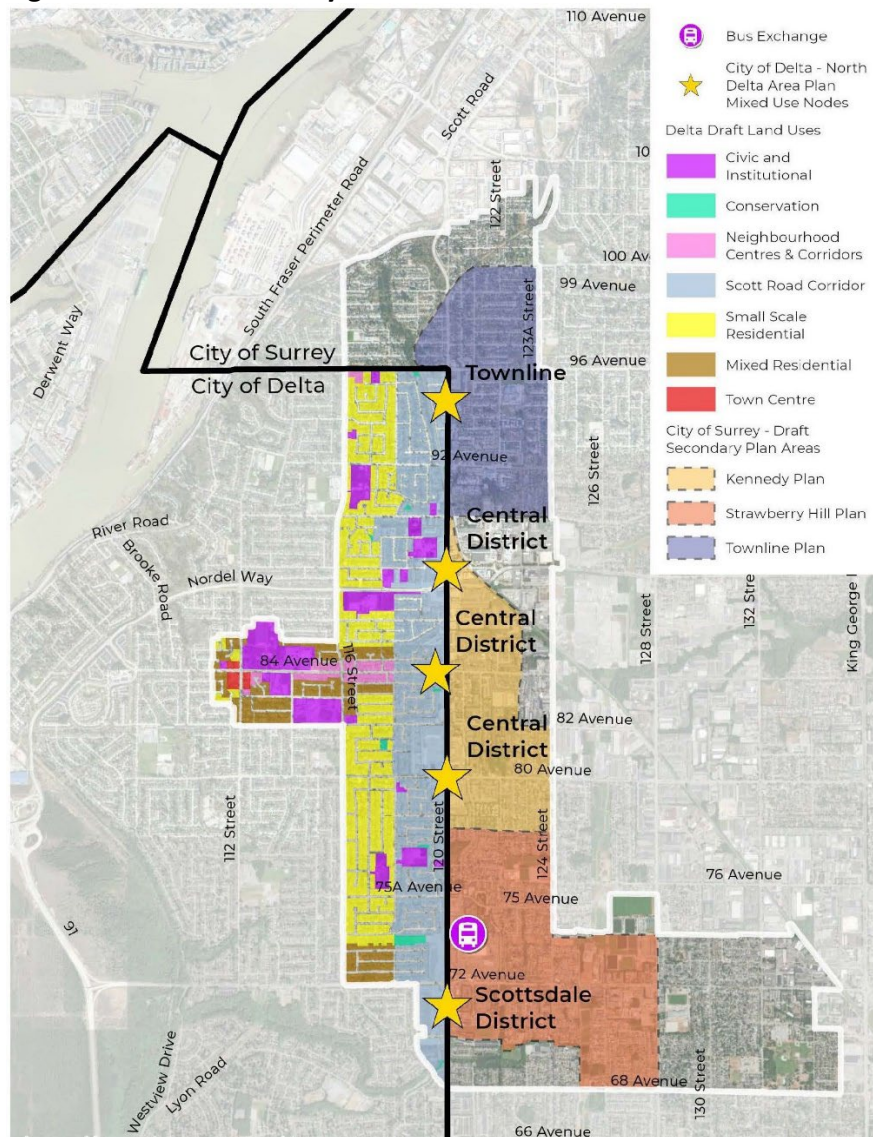 110 Avenue
Scott Road
South Fraser Perimeter Road
122 Street
100 Av
99 Avenue
123A Street
Derwent Way
City of Surrey
City of Delta
96 Avenue
Townline
92 Avenue
126 Street
River Road
Brooke Road
Nordel Way
Central
District
Central
District
84 Avenue
116 Street
128 Street
132 Stre
King George
82 Avenue
Central
District
80 Avenue
112 Street
120 Street
124 Street
75A Avenue
75 Avenue
76 Avenue
91
72 Avenue
Scottsdale
District
Westview Drive
Lyon Road
68 Avenue
130 Street
66 Avenue
Bus Exchange
City of Delta - North
Delta Area Plan
Mixed Use Nodes
Delta Draft Land Uses
Civic and
Institutional
Conservation
Neighbourhood
Centres & Corridors
Scott Road Corridor
Small Scale
Residential
Mixed Residential
Town Centre
City of Surrey - Draft
Secondary Plan Areas
Kennedy Plan
Strawberry Hill Plan
Townline Plan